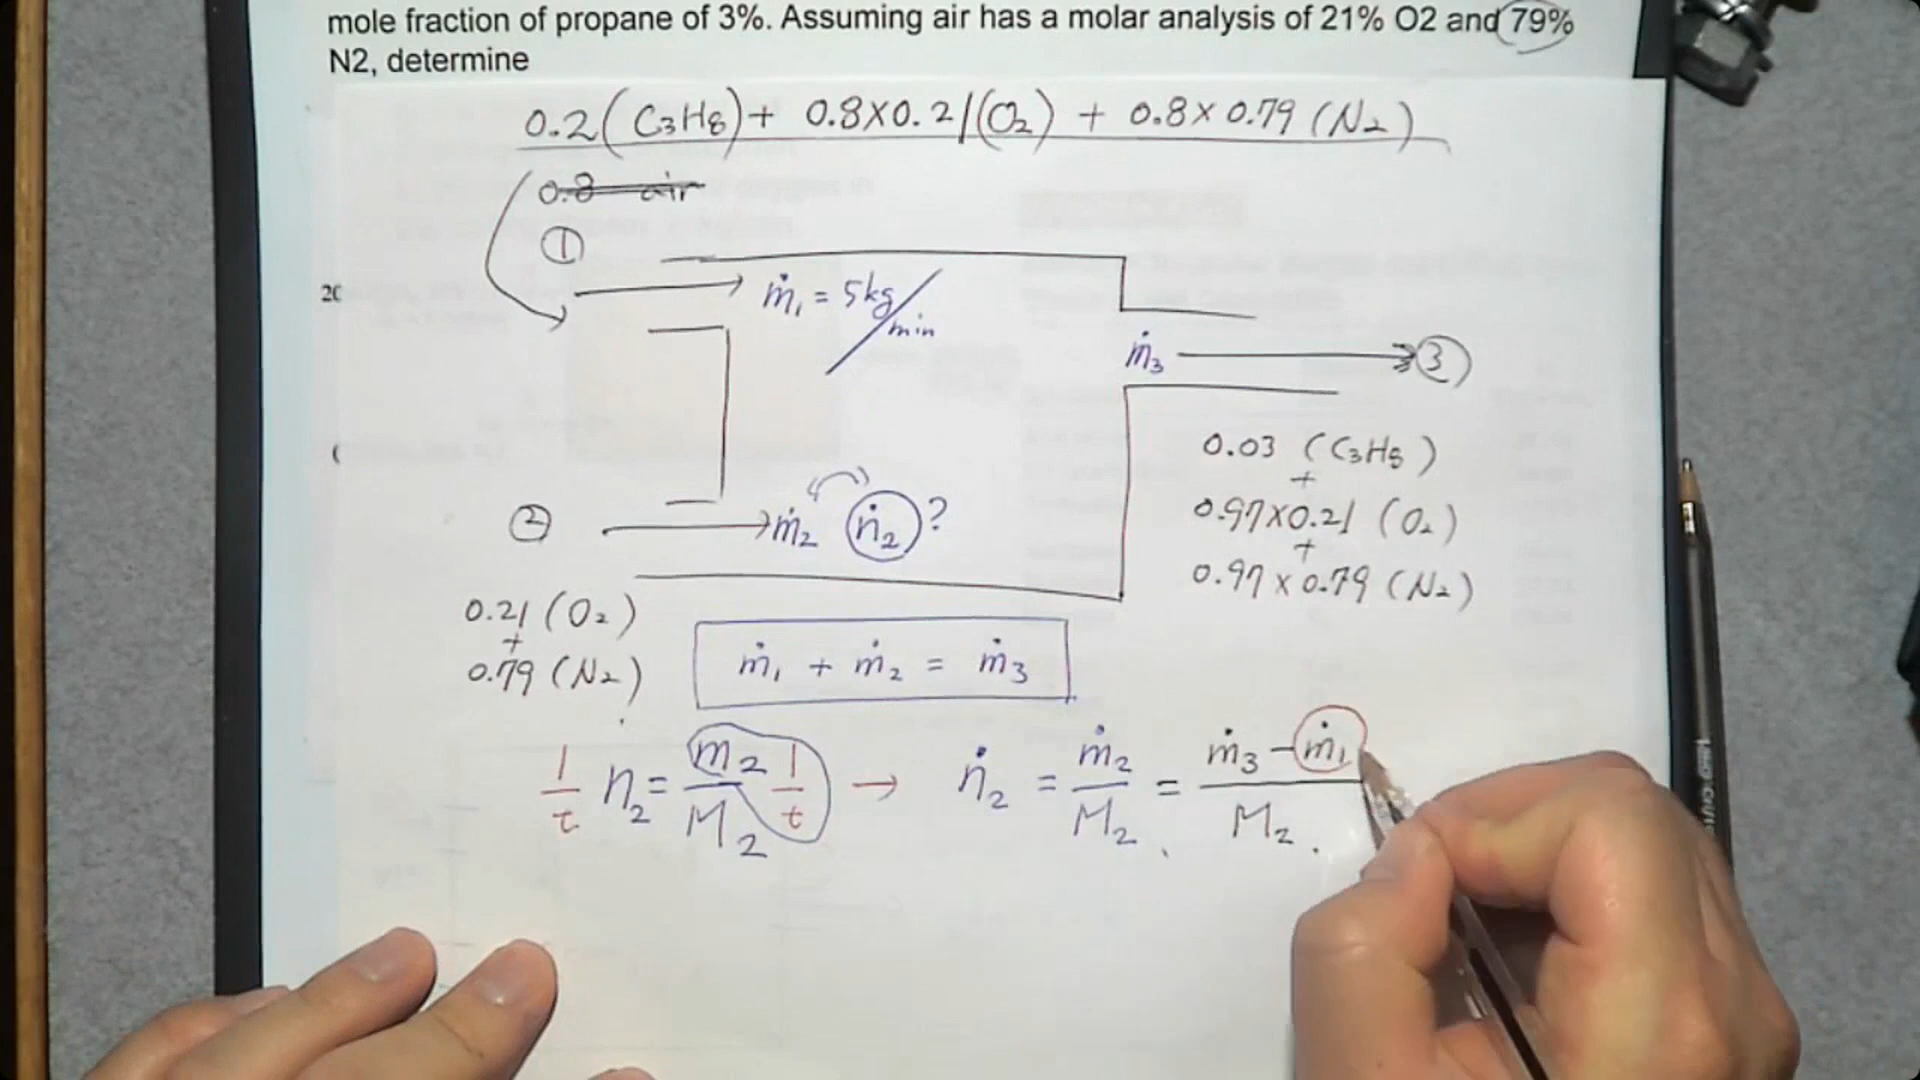 mole fraction of propane of 3%. Assuming air has a molar analysis of 21% O2 and 79%
N2, determine
0.2 (C₃H₈) + 0.8×0.21 (O₂) + 0.8×0.79 (N₂)
0.8 air
①
ṁ₁ = 5kg/min
20
ṁ₃
③
(
0.03 (C₃H₈)
+
0.97×0.21 (O₂)
+
0.97×0.79 (N₂)
② ṁ₂ ṅ₂ ?
0.21 (O₂)
+
0.79 (N₂)
ṁ₁ + ṁ₂ = ṁ₃
1/t n₂ = m₂/M₂ 1/t → ṅ₂ = ṁ₂/M₂ = ṁ₃ − ṁ₁/M₂